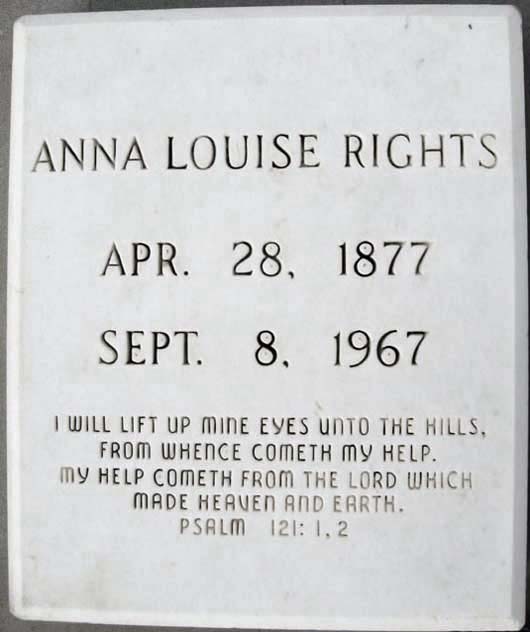 ANNA LOUISE RIGHTS
APR. 28, 1877
SEPT. 8, 1967
I WILL LIFT UP MINE EYES UNTO THE HILLS,
FROM WHENCE COMETH MY HELP.
MY HELP COMETH FROM THE LORD WHICH
MADE HEAVEN AND EARTH.
PSALM 121: 1, 2